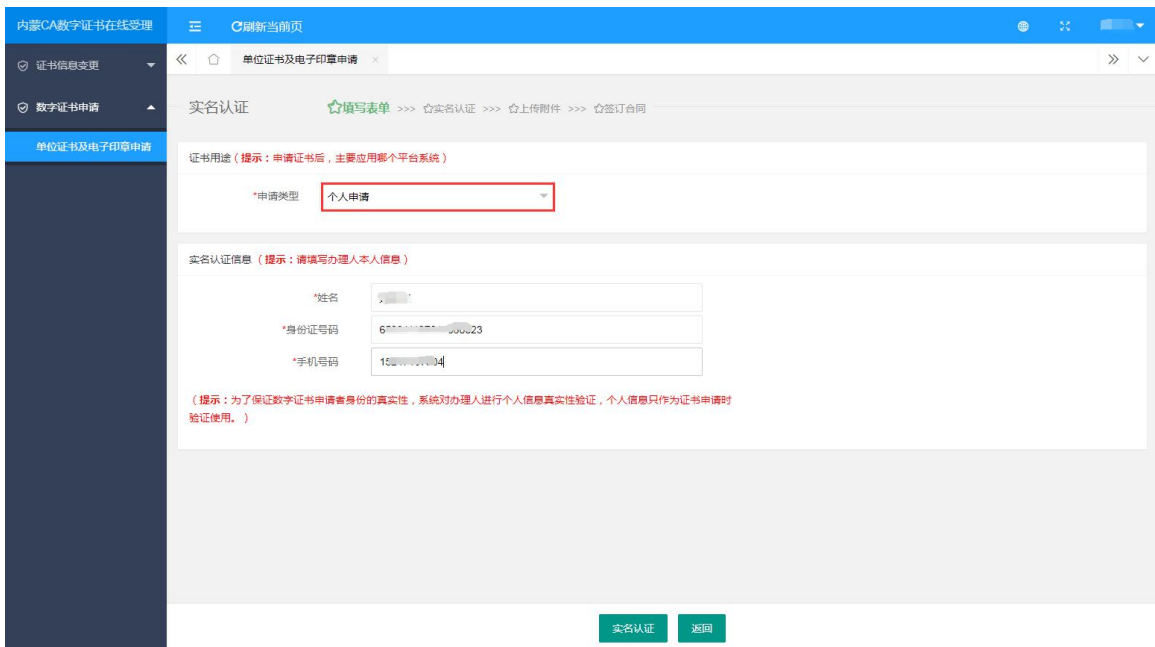 内蒙CA数字证书在线受理
刷新当前页
证书信息变更
单位证书及电子印章申请
数字证书申请
实名认证
填写表单 >>> 实名认证 >>> 上传附件 >>> 签订合同
单位证书及电子印章申请
证书用途（提示：申请证书后，主要应用哪个平台系统）
*申请类型 个人申请
实名认证信息（提示：请填写办理人本人信息）
*姓名
*身份证号码
*手机号码
（提示：为了保证数字证书申请者身份的真实性，系统对办理人进行个人信息真实性验证，个人信息只作为证书申请时
验证使用。）
实名认证 返回